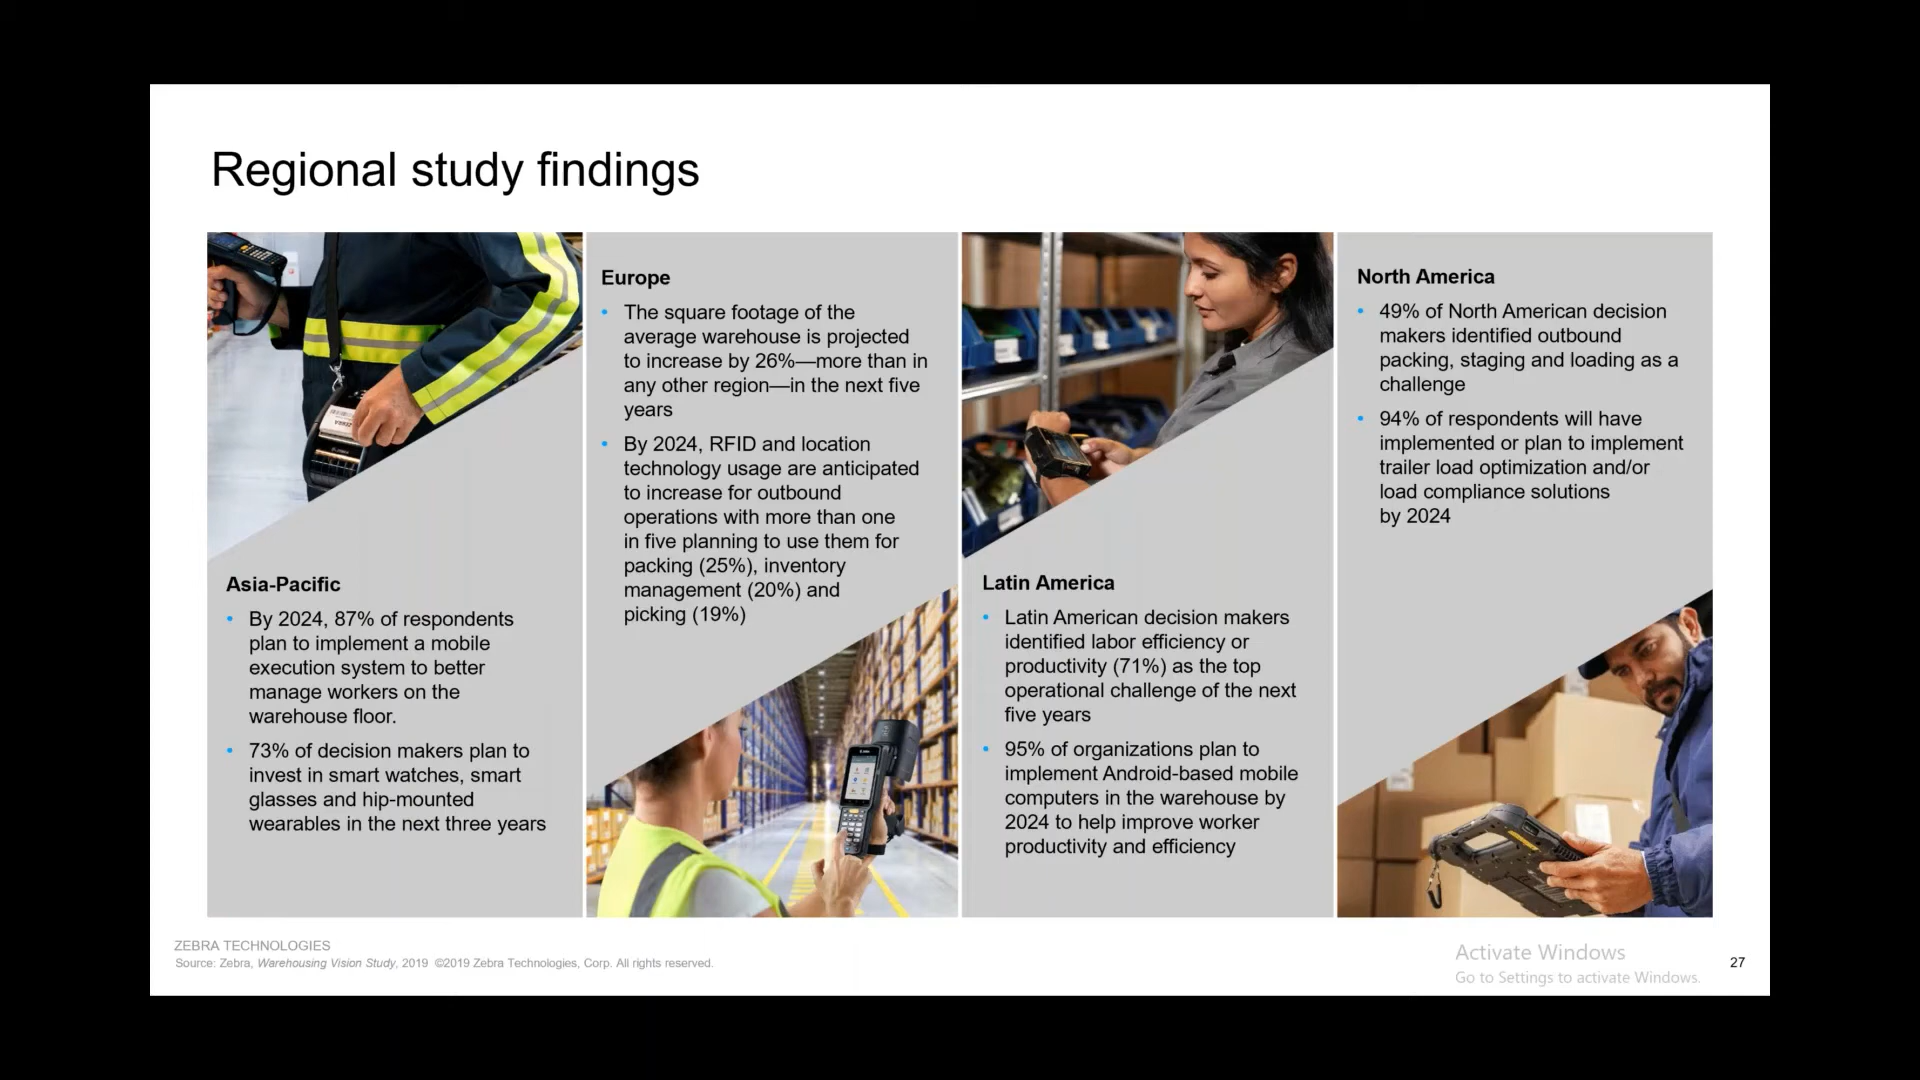 Regional study findings
Asia-Pacific
• By 2024, 87% of respondents
plan to implement a mobile
execution system to better
manage workers on the
warehouse floor.
• 73% of decision makers plan to
invest in smart watches, smart
glasses and hip-mounted
wearables in the next three years
Europe
• The square footage of the
average warehouse is projected
to increase by 26%—more than in
any other region—in the next five
years
• By 2024, RFID and location
technology usage are anticipated
to increase for outbound
operations with more than one
in five planning to use them for
packing (25%), inventory
management (20%) and
picking (19%)
Latin America
• Latin American decision makers
identified labor efficiency or
productivity (71%) as the top
operational challenge of the next
five years
• 95% of organizations plan to
implement Android-based mobile
computers in the warehouse by
2024 to help improve worker
productivity and efficiency
North America
• 49% of North American decision
makers identified outbound
packing, staging and loading as a
challenge
• 94% of respondents will have
implemented or plan to implement
trailer load optimization and/or
load compliance solutions
by 2024
ZEBRA TECHNOLOGIES
Source: Zebra, Warehousing Vision Study, 2019 ©2019 Zebra Technologies, Corp. All rights reserved.
Activate Windows
Go to Settings to activate Windows.
27